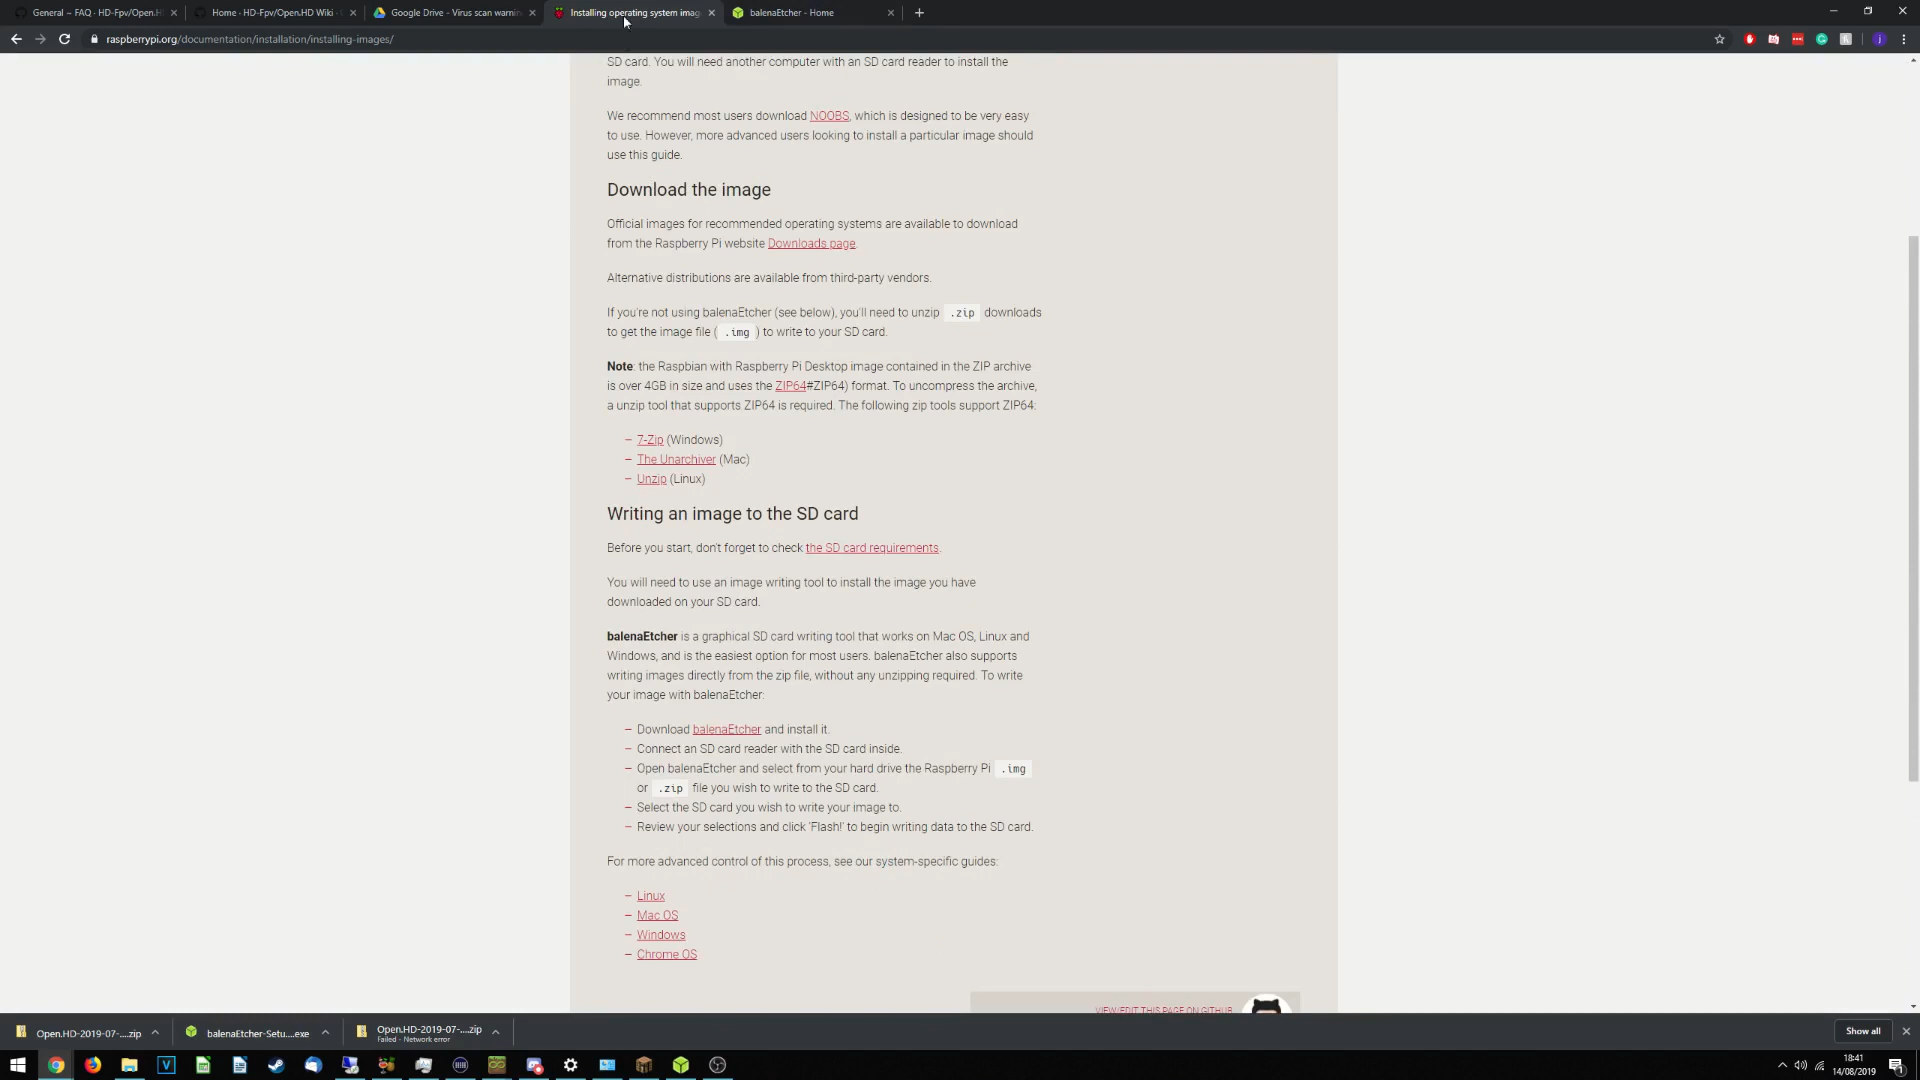 General – FAQ · HD-Fpv/Open.H
Home · HD-Fpv/Open.HD Wiki ·
Google Drive - Virus scan warnin
Installing operating system imag
balenaEtcher - Home
raspberrypi.org/documentation/installation/installing-images/
SD card. You will need another computer with an SD card reader to install the
image.
We recommend most users download NOOBS, which is designed to be very easy
to use. However, more advanced users looking to install a particular image should
use this guide.
Download the image
Official images for recommended operating systems are available to download
from the Raspberry Pi website Downloads page.
Alternative distributions are available from third-party vendors.
If you're not using balenaEtcher (see below), you'll need to unzip .zip downloads
to get the image file ( .img ) to write to your SD card.
Note: the Raspbian with Raspberry Pi Desktop image contained in the ZIP archive
is over 4GB in size and uses the ZIP64#ZIP64) format. To uncompress the archive,
a unzip tool that supports ZIP64 is required. The following zip tools support ZIP64:
– 7-Zip (Windows)
– The Unarchiver (Mac)
– Unzip (Linux)
Writing an image to the SD card
Before you start, don't forget to check the SD card requirements.
You will need to use an image writing tool to install the image you have
downloaded on your SD card.
balenaEtcher is a graphical SD card writing tool that works on Mac OS, Linux and
Windows, and is the easiest option for most users. balenaEtcher also supports
writing images directly from the zip file, without any unzipping required. To write
your image with balenaEtcher:
– Download balenaEtcher and install it.
– Connect an SD card reader with the SD card inside.
– Open balenaEtcher and select from your hard drive the Raspberry Pi .img
or .zip file you wish to write to the SD card.
– Select the SD card you wish to write your image to.
– Review your selections and click 'Flash!' to begin writing data to the SD card.
For more advanced control of this process, see our system-specific guides:
– Linux
– Mac OS
– Windows
– Chrome OS
VIEW/EDIT THIS PAGE ON GITHUB
Open.HD-2019-07-....zip
balenaEtcher-Setu....exe
Open.HD-2019-07-....zip
Failed - Network error
Show all
18:41
14/08/2019